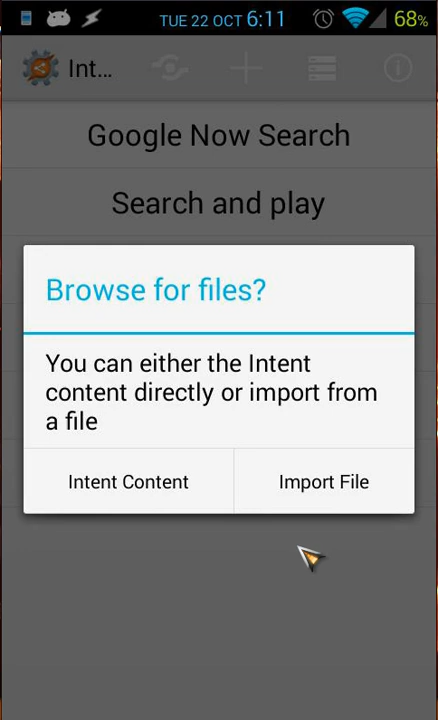 TUE 22 OCT 6:11 68%
Int...
Google Now Search
Search and play
Browse for files?
You can either the Intent
content directly or import from
a file
Intent Content Import File